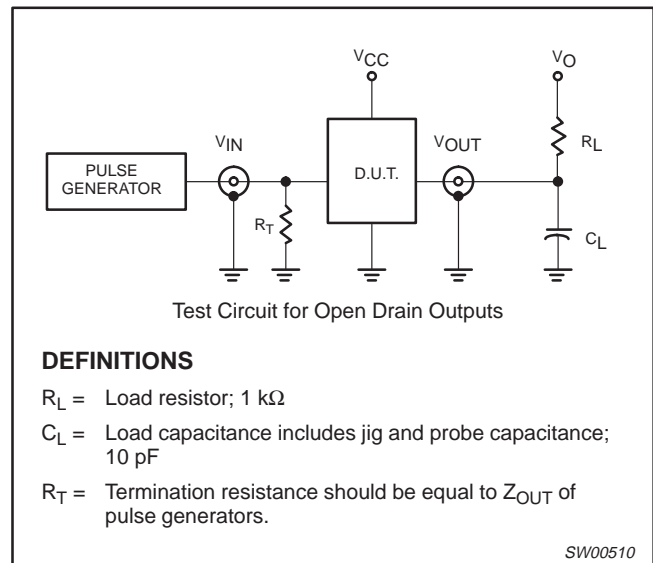 VCC
VO
VIN
VOUT
RL
PULSE
GENERATOR
D.U.T.
RT
CL
Test Circuit for Open Drain Outputs
DEFINITIONS
RL = Load resistor; 1 kΩ
CL = Load capacitance includes jig and probe capacitance;
10 pF
RT = Termination resistance should be equal to ZOUT of
pulse generators.
SW00510